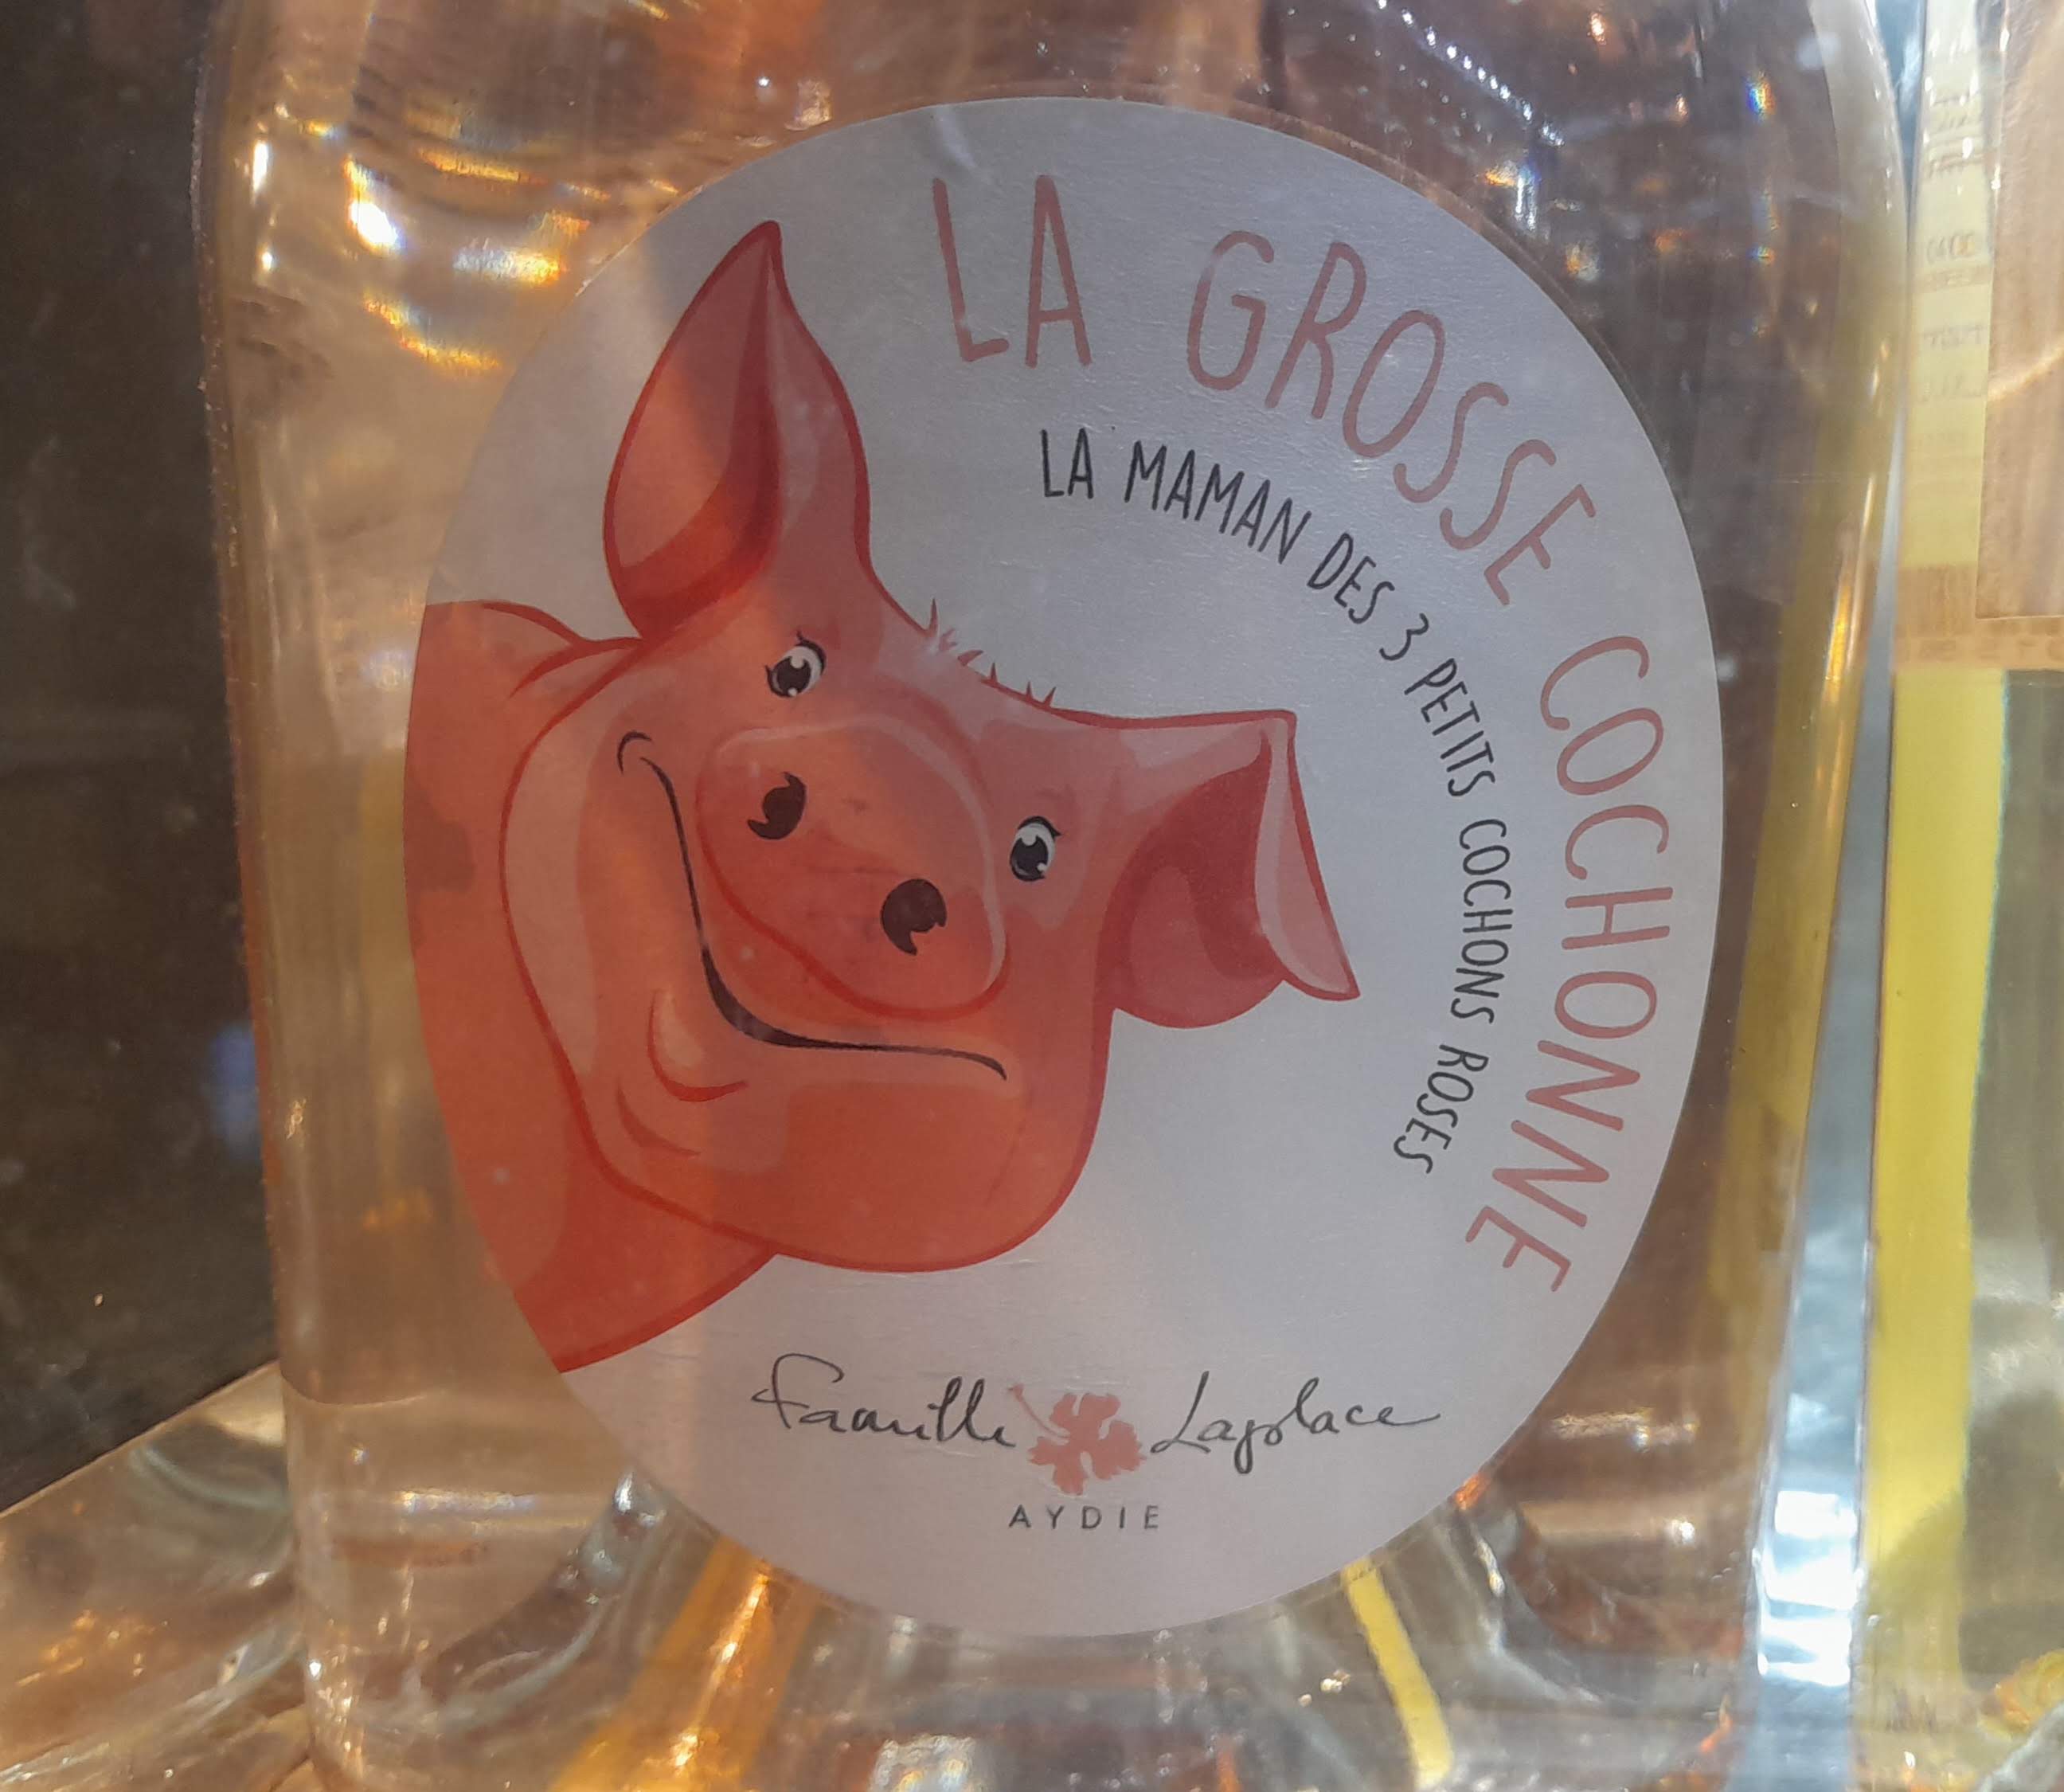 LA GROSSE COCHONNE
LA MAMAN DES 3 PETITS COCHONS ROSES
Famille Laplace
AYDIE